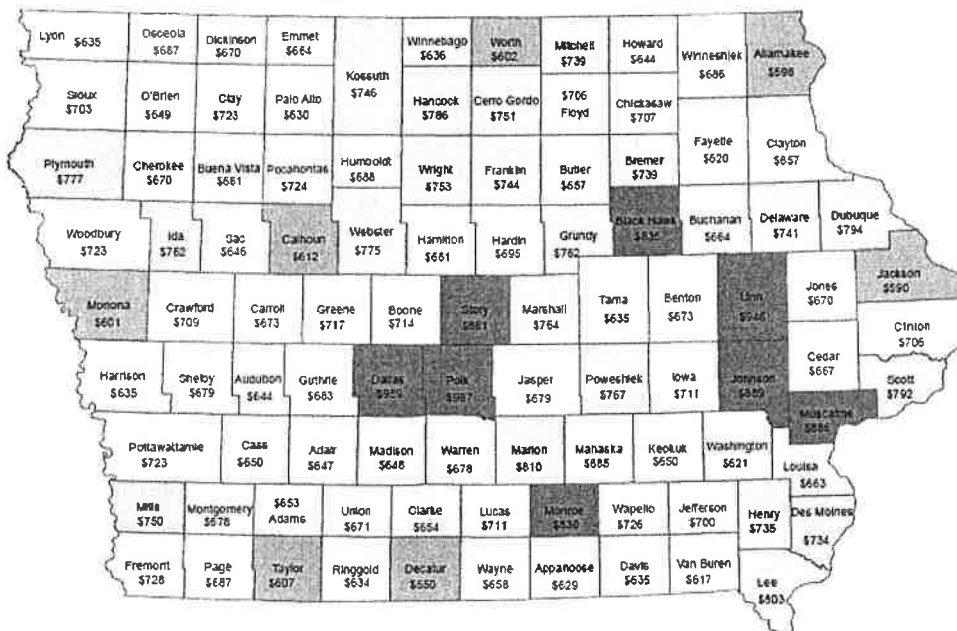 Lyon $635
Osceola
$687
Dickinson
$670
Emmet
$664
Kossuth
$746
Winnebago
$636
Worth
$602
Mitchell
$739
Howard
$644
Winneshiek
$686
Allamakee
Sioux
$703
O'Brien
$649
Clay
$723
Palo Alto
$630
Hancock
$786
Cerro Gordo
$751
$706
Floyd
Chickasaw
$707
Fayette
$620
Clayton
$657
Plymouth
$777
Cherokee
$670
Buena Vista
Pocahontas
$724
Humboldt
$688
Wright
$753
Franklin
$744
Butler
$657
Bremer
$739
Woodbury
$723
Ida
$762
Sac
$646
Calhoun
$612
Webster
$775
Hamilton
Hardin
$695
Grundy
$762
Black Hawk
Buchanan
$664
Delaware
$741
Dubuque
$794
Monona
$601
Crawford
$709
Carroll
$673
Greene
$717
Boone
$714
Story
Marshall
$764
Tama
$635
Benton
$673
Linn
Jones
$670
Jackson
$590
Clinton
Harrison
$635
Shelby
$679
Audubon
$644
Guthrie
$683
Dallas
Polk
Jasper
$679
Poweshiek
$767
Iowa
$711
Johnson
Cedar
$667
Scott
$792
Muscatine
Pottawattamie
$723
Cass
$650
Adair
$647
Madison
$648
Warren
$678
Marion
$810
Mahaska
Keokuk
$650
Washington
$621
Louisa
$663
Mills
$750
Montgomery
$678
$653
Adams
Union
$671
Clarke
$654
Lucas
$711
Monroe
Wapello
$726
Jefferson
$700
Henry
$735
Des Moines
$734
Fremont
$728
Page
$687
Taylor
$607
Ringgold
$634
Decatur
$550
Wayne
$658
Appanoose
$629
Davis
$635
Van Buren
$617
Lee